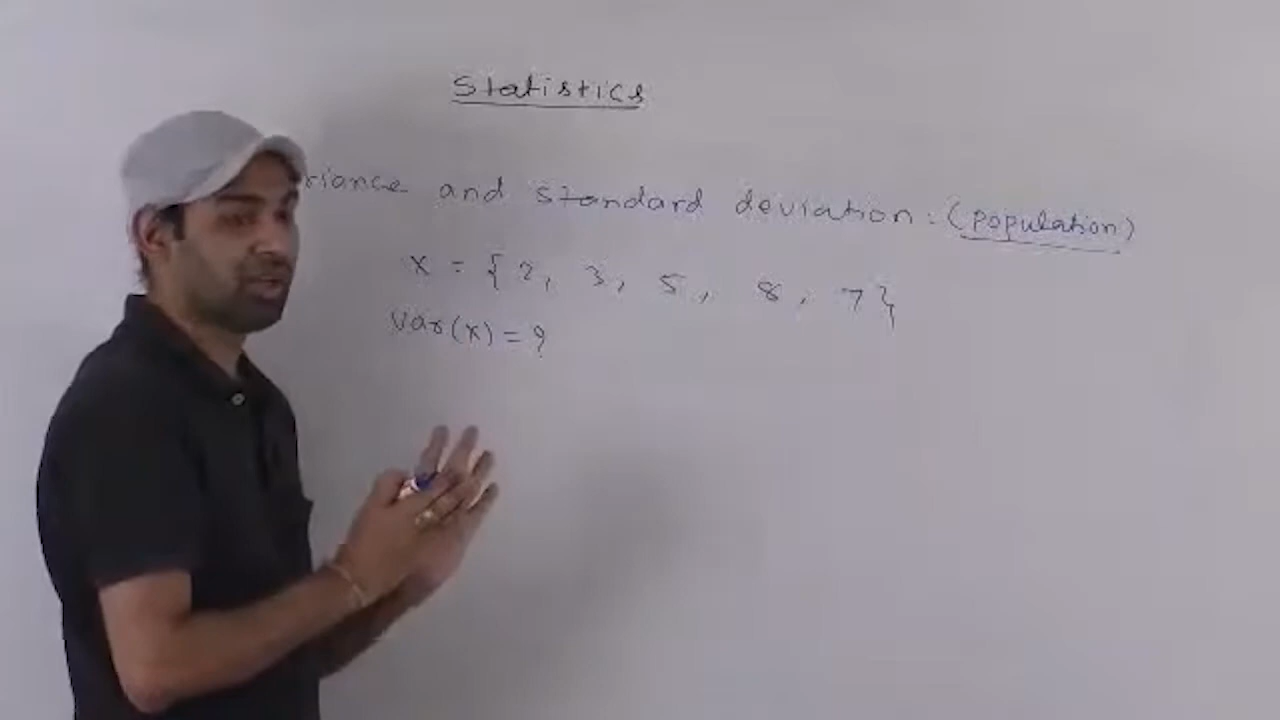 Statistics
riance and standard deviation: (population)
x = {2, 3, 5, 8, 7}
var(x) = ?